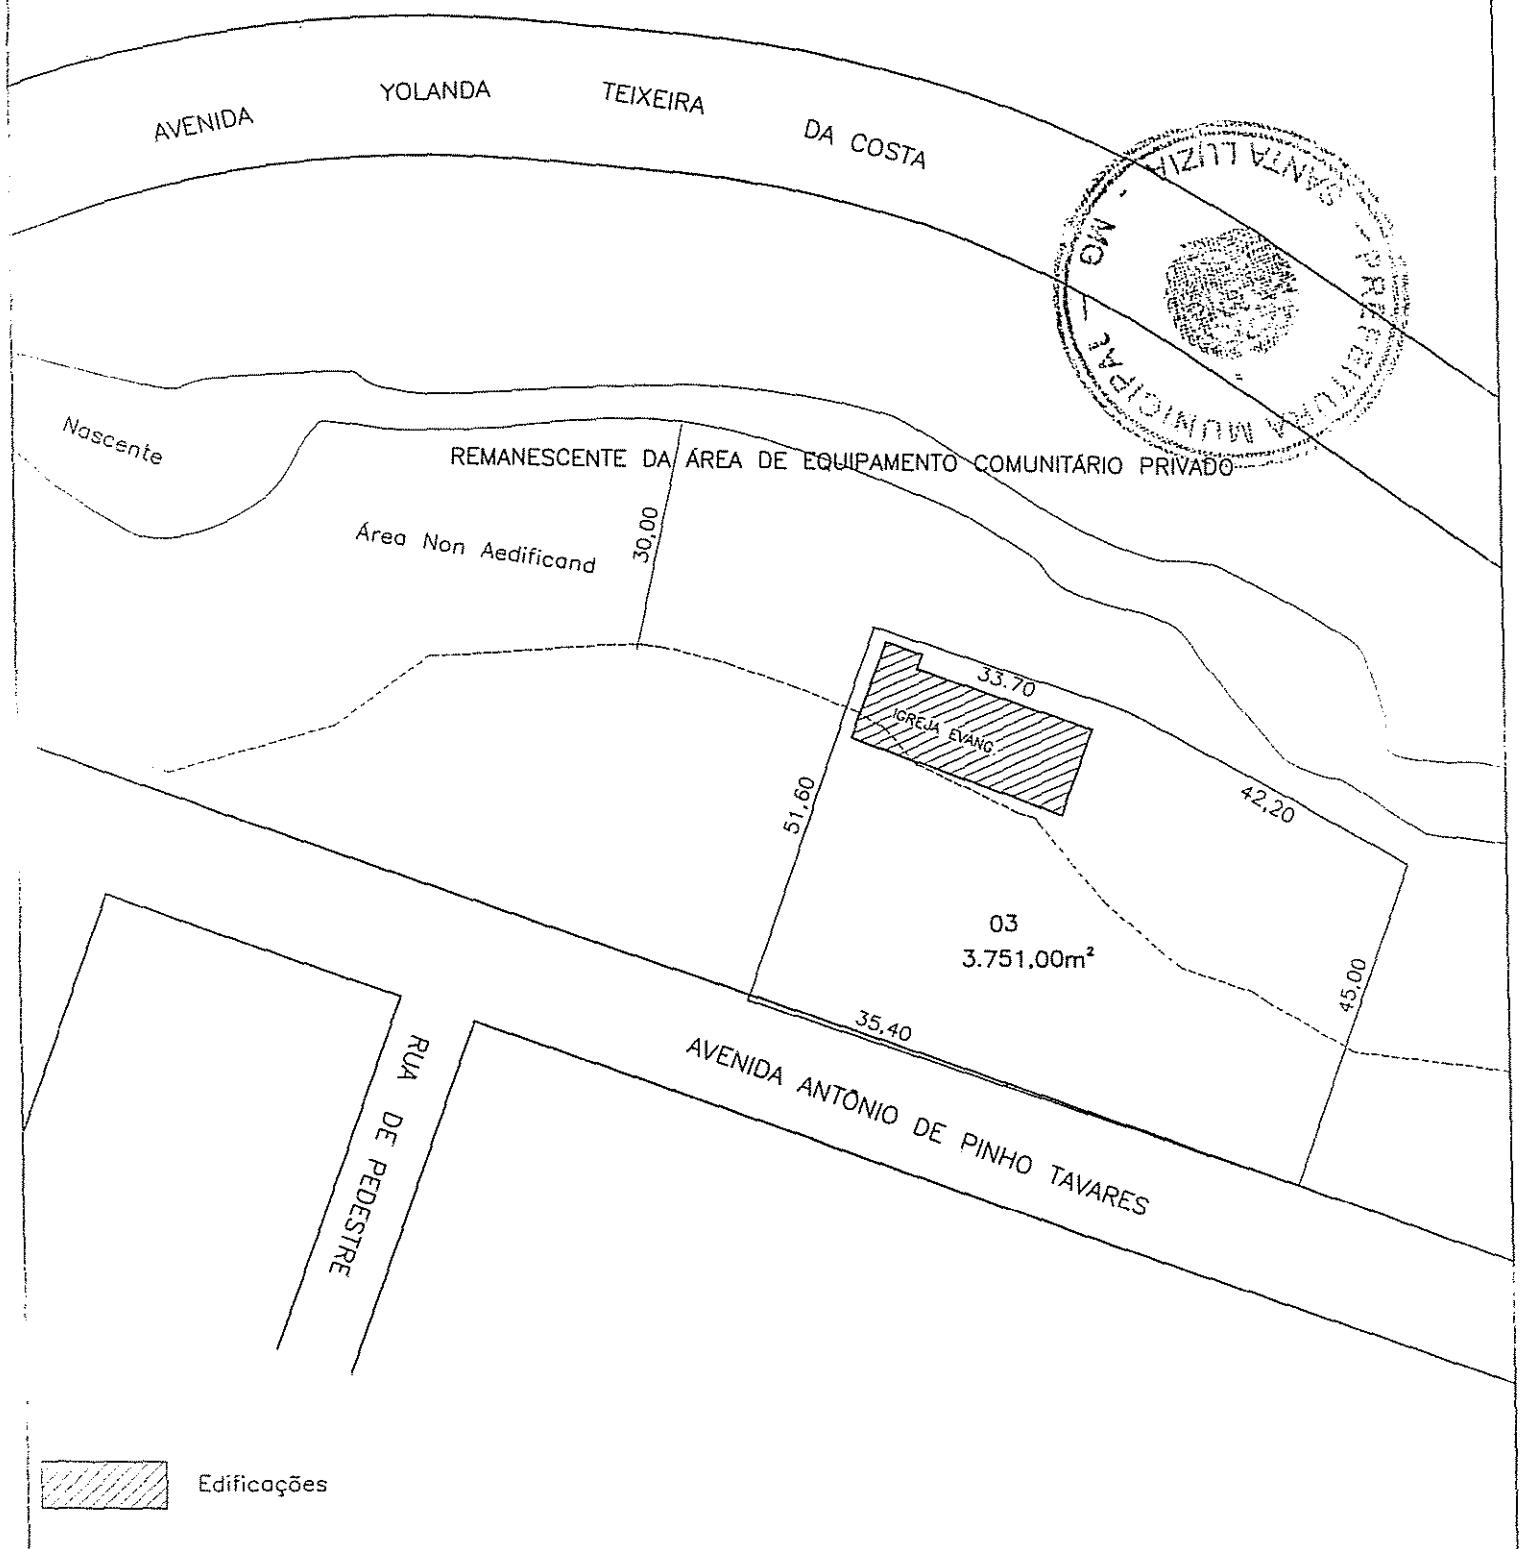 AVENIDA YOLANDA TEIXEIRA DA COSTA
PREFEITURA MUNICIPAL - MG - SANTA LUZIA
Nascente
REMANESCENTE DA ÁREA DE EQUIPAMENTO COMUNITÁRIO PRIVADO
Área Non Aedificand
30,00
33.70
IGREJA EVANG.
51,60
42,20
03
3.751,00m²
45,00
35,40
AVENIDA ANTÔNIO DE PINHO TAVARES
RUA DE PEDESTRE
Edificações